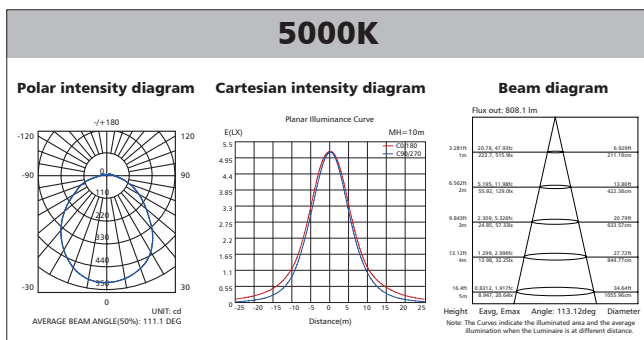 5000K
Polar intensity diagram
-/+180
-120
120
-90
90
0
110
220
330
440
550
-30
30
0
UNIT: cd
AVERAGE BEAM ANGLE(50%): 111.1 DEG
Cartesian intensity diagram
Planar Illuminance Curve
E(LX)
MH=10m
C0/180
C90/270
5.5
4.95
4.4
3.85
3.3
2.75
2.2
1.65
1.1
0.55
0
-25 -20 -15 -10 -5 0 5 10 15 20 25
Distance(m)
Beam diagram
Flux out: 808.1 lm
3.281ft 20.78, 47.93fc 6.929ft
1m 223.7, 515.9lx 211.19cm
6.562ft 5.195, 11.98fc 13.86ft
2m 55.92, 129.0lx 422.38cm
9.843ft 2.309, 5.326fc 20.79ft
3m 24.85, 57.33lx 633.57cm
13.12ft 1.299, 2.996fc 27.72ft
4m 13.98, 32.25lx 844.77cm
16.4ft 0.8312, 1.917fc 34.64ft
5m 8.947, 20.64lx 1055.96cm
Height Eavg, Emax Angle: 113.12deg Diameter
Note: The Curves indicate the illuminated area and the average
illumination when the Luminaire is at different distance.